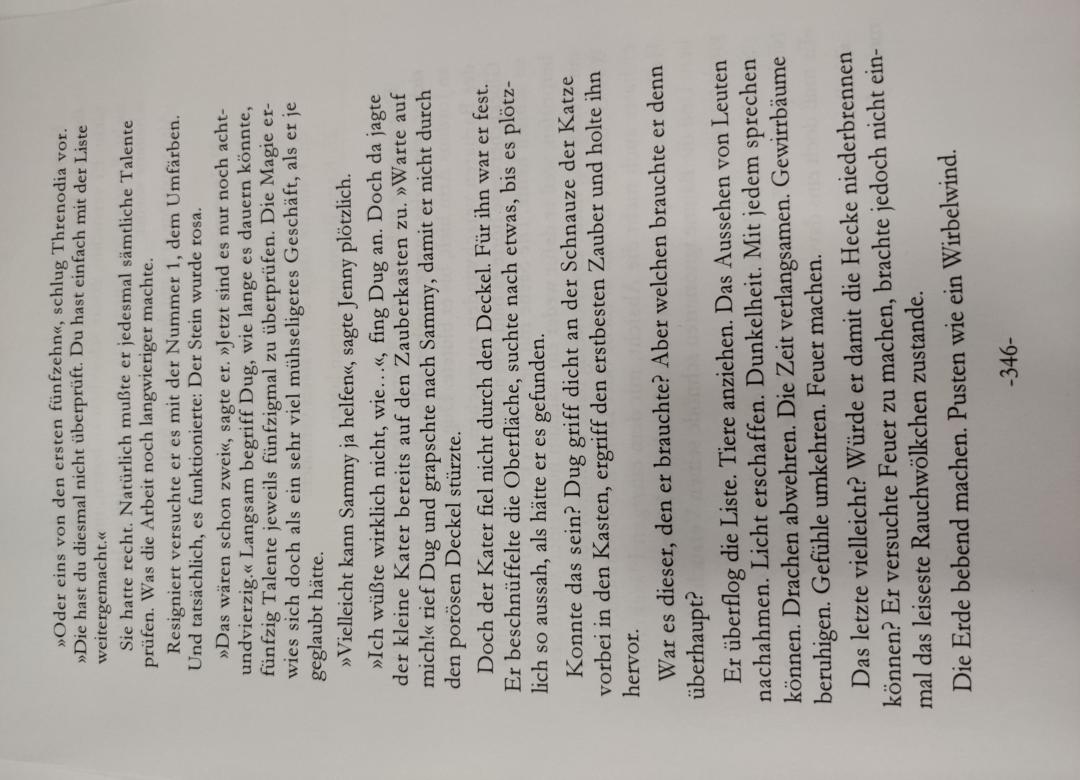 »Oder eins von den ersten fünfzehn«, schlug Threnodia vor.
»Die hast du diesmal nicht überprüft. Du hast einfach mit der Liste
weitergemacht.«
Sie hatte recht. Natürlich mußte er jedesmal sämtliche Talente
prüfen. Was die Arbeit noch langwieriger machte.
Resigniert versuchte er es mit der Nummer 1, dem Umfärben.
Und tatsächlich, es funktionierte: Der Stein wurde rosa.
»Das wären schon zwei«, sagte er. »Jetzt sind es nur noch acht-
undvierzig.« Langsam begriff Dug, wie lange es dauern könnte,
fünfzig Talente jeweils fünfzigmal zu überprüfen. Die Magie er-
wies sich doch als ein sehr viel mühseligeres Geschäft, als er je
geglaubt hätte.
»Vielleicht kann Sammy ja helfen«, sagte Jenny plötzlich.
»Ich wüßte wirklich nicht, wie...«, fing Dug an. Doch da jagte
der kleine Kater bereits auf den Zauberkasten zu. »Warte auf
mich!« rief Dug und grapschte nach Sammy, damit er nicht durch
den porösen Deckel stürzte.
Doch der Kater fiel nicht durch den Deckel. Für ihn war er fest.
Er beschnüffelte die Oberfläche, suchte nach etwas, bis es plötz-
lich so aussah, als hätte er es gefunden.
Konnte das sein? Dug griff dicht an der Schnauze der Katze
vorbei in den Kasten, ergriff den erstbesten Zauber und holte ihn
hervor.
War es dieser, den er brauchte? Aber welchen brauchte er denn
überhaupt?
Er überflog die Liste. Tiere anziehen. Das Aussehen von Leuten
nachahmen. Licht erschaffen. Dunkelheit. Mit jedem sprechen
können. Drachen abwehren. Die Zeit verlangsamen. Gewirrbäume
beruhigen. Gefühle umkehren. Feuer machen.
Das letzte vielleicht? Würde er damit die Hecke niederbrennen
können? Er versuchte Feuer zu machen, brachte jedoch nicht ein-
mal das leiseste Rauchwölkchen zustande.
Die Erde bebend machen. Pusten wie ein Wirbelwind.
-346-